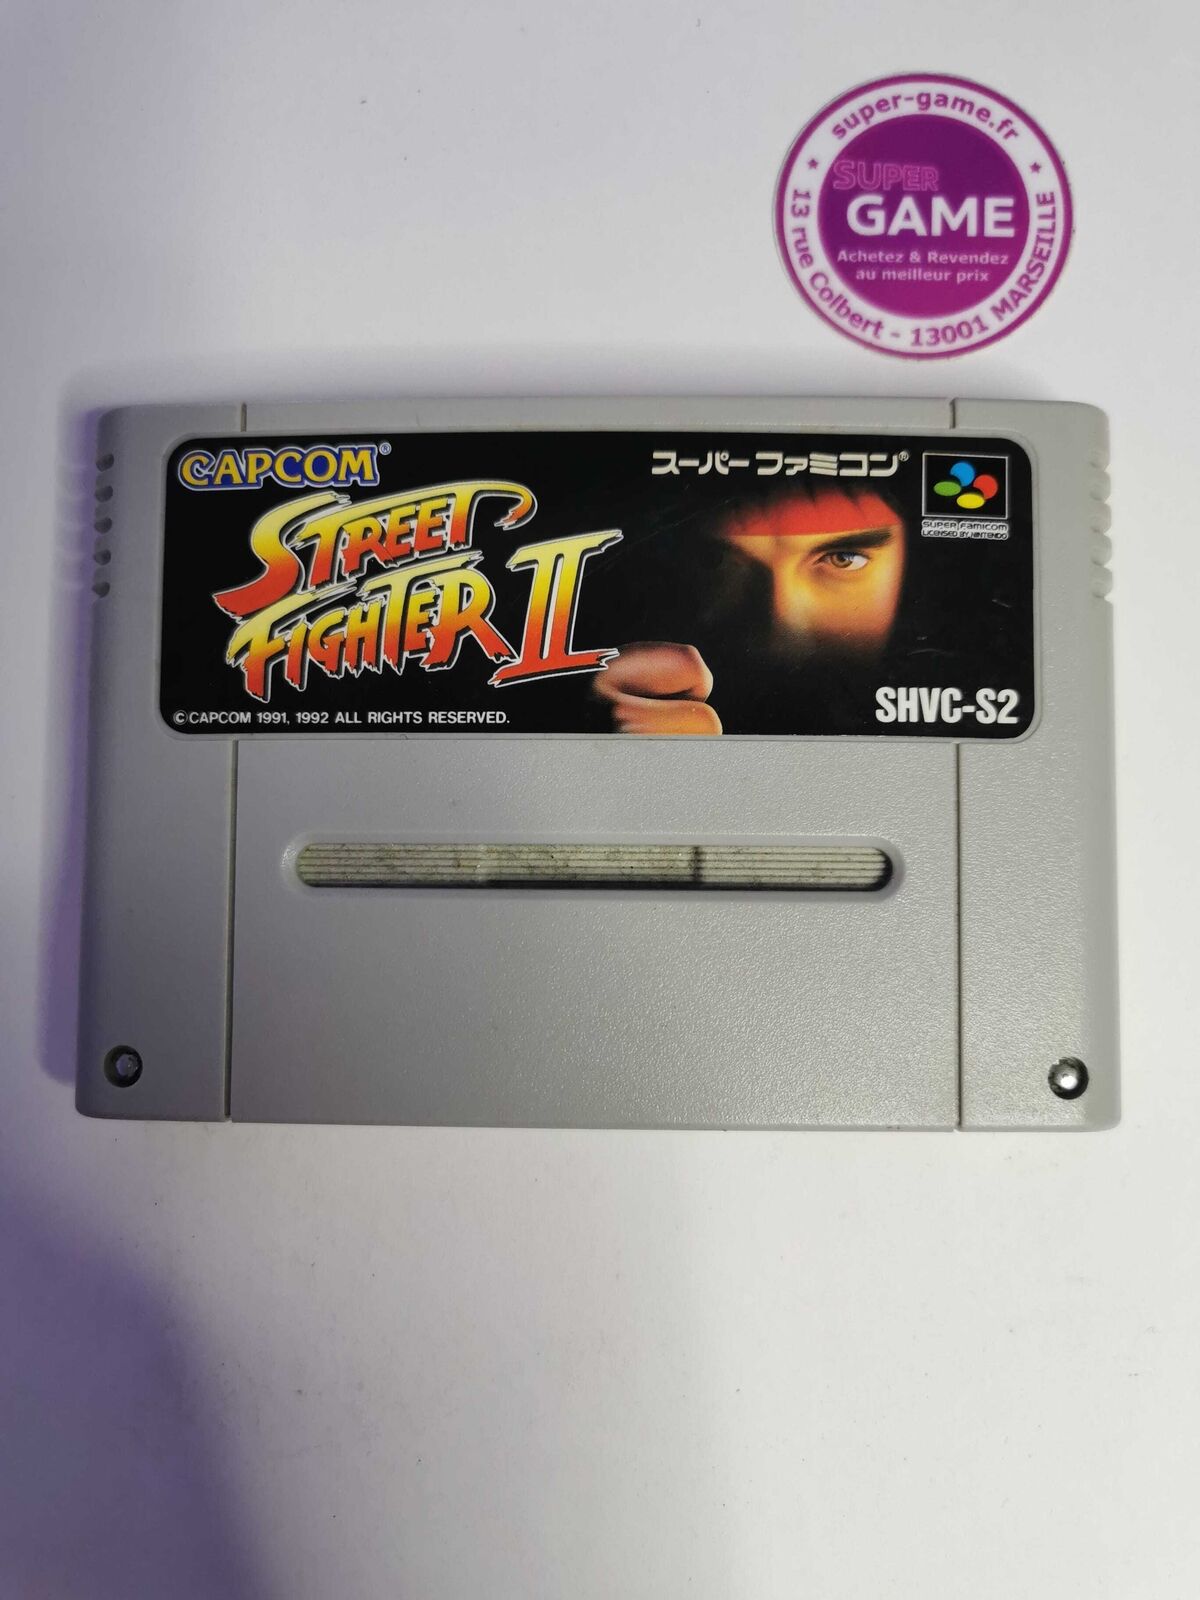 super-game.fr
SUPER
GAME
Achetez & Revendez
au meilleur prix
13 rue Colbert - 13001 MARSEILLE
CAPCOM®
スーパーファミコン®
SUPER FAMICOM
LICENSED BY NINTENDO
STREET
FIGHTER II
©CAPCOM 1991, 1992 ALL RIGHTS RESERVED.
SHVC-S2